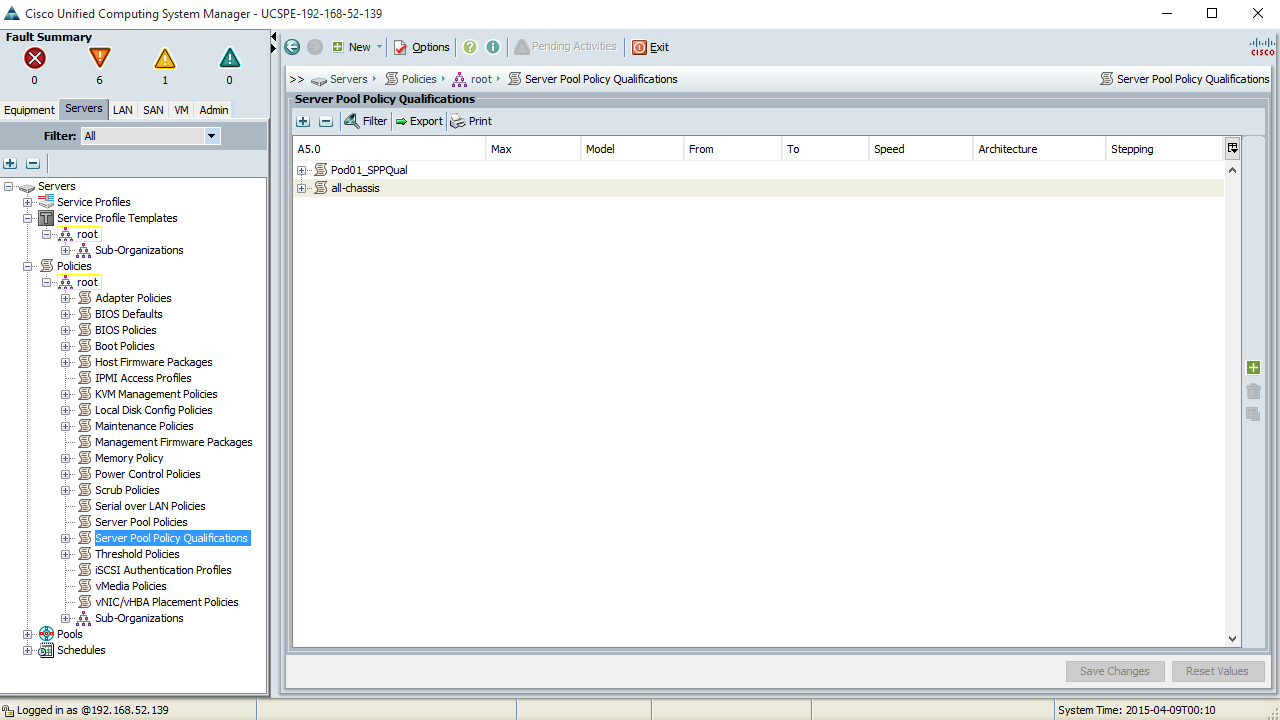 Cisco Unified Computing System Manager - UCSPE-192-168-52-139
Fault Summary
0 6 1 0
New Options Pending Activities Exit
CISCO
>> Servers Policies root Server Pool Policy Qualifications Server Pool Policy Qualifications
Equipment Servers LAN SAN VM Admin
Filter: All
Server Pool Policy Qualifications
Filter Export Print
A5.0 Max Model From To Speed Architecture Stepping
Pod01_SPPQual
all-chassis
Servers
Service Profiles
Service Profile Templates
root
Sub-Organizations
Policies
root
Adapter Policies
BIOS Defaults
BIOS Policies
Boot Policies
Host Firmware Packages
IPMI Access Profiles
KVM Management Policies
Local Disk Config Policies
Maintenance Policies
Management Firmware Packages
Memory Policy
Power Control Policies
Scrub Policies
Serial over LAN Policies
Server Pool Policies
Server Pool Policy Qualifications
Threshold Policies
iSCSI Authentication Profiles
vMedia Policies
vNIC/vHBA Placement Policies
Sub-Organizations
Pools
Schedules
Save Changes Reset Values
Logged in as @192.168.52.139 System Time: 2015-04-09T00:10